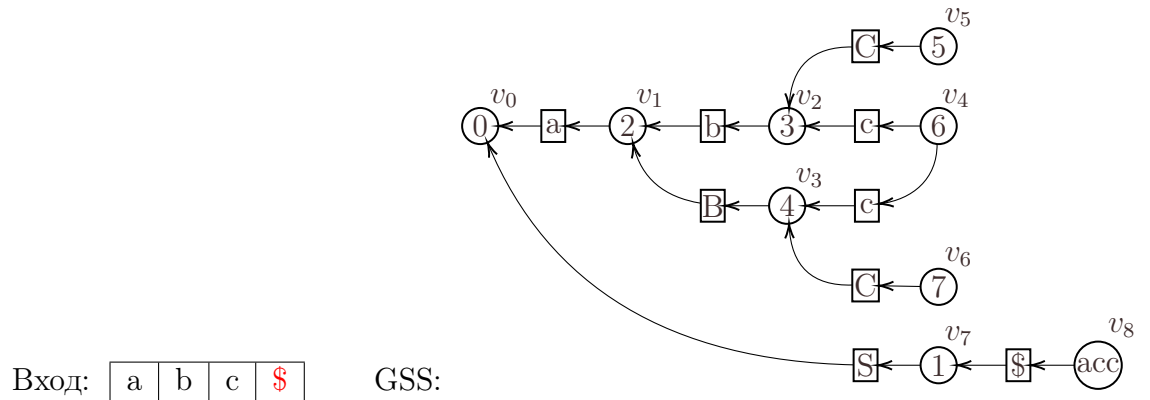 v5
C 5
v0 v1 v2 v4
0 a 2 b 3 c 6
v3
B 4 c
v6
C 7
v7 v8
S 1 $ acc
Вход: a b c $ GSS: